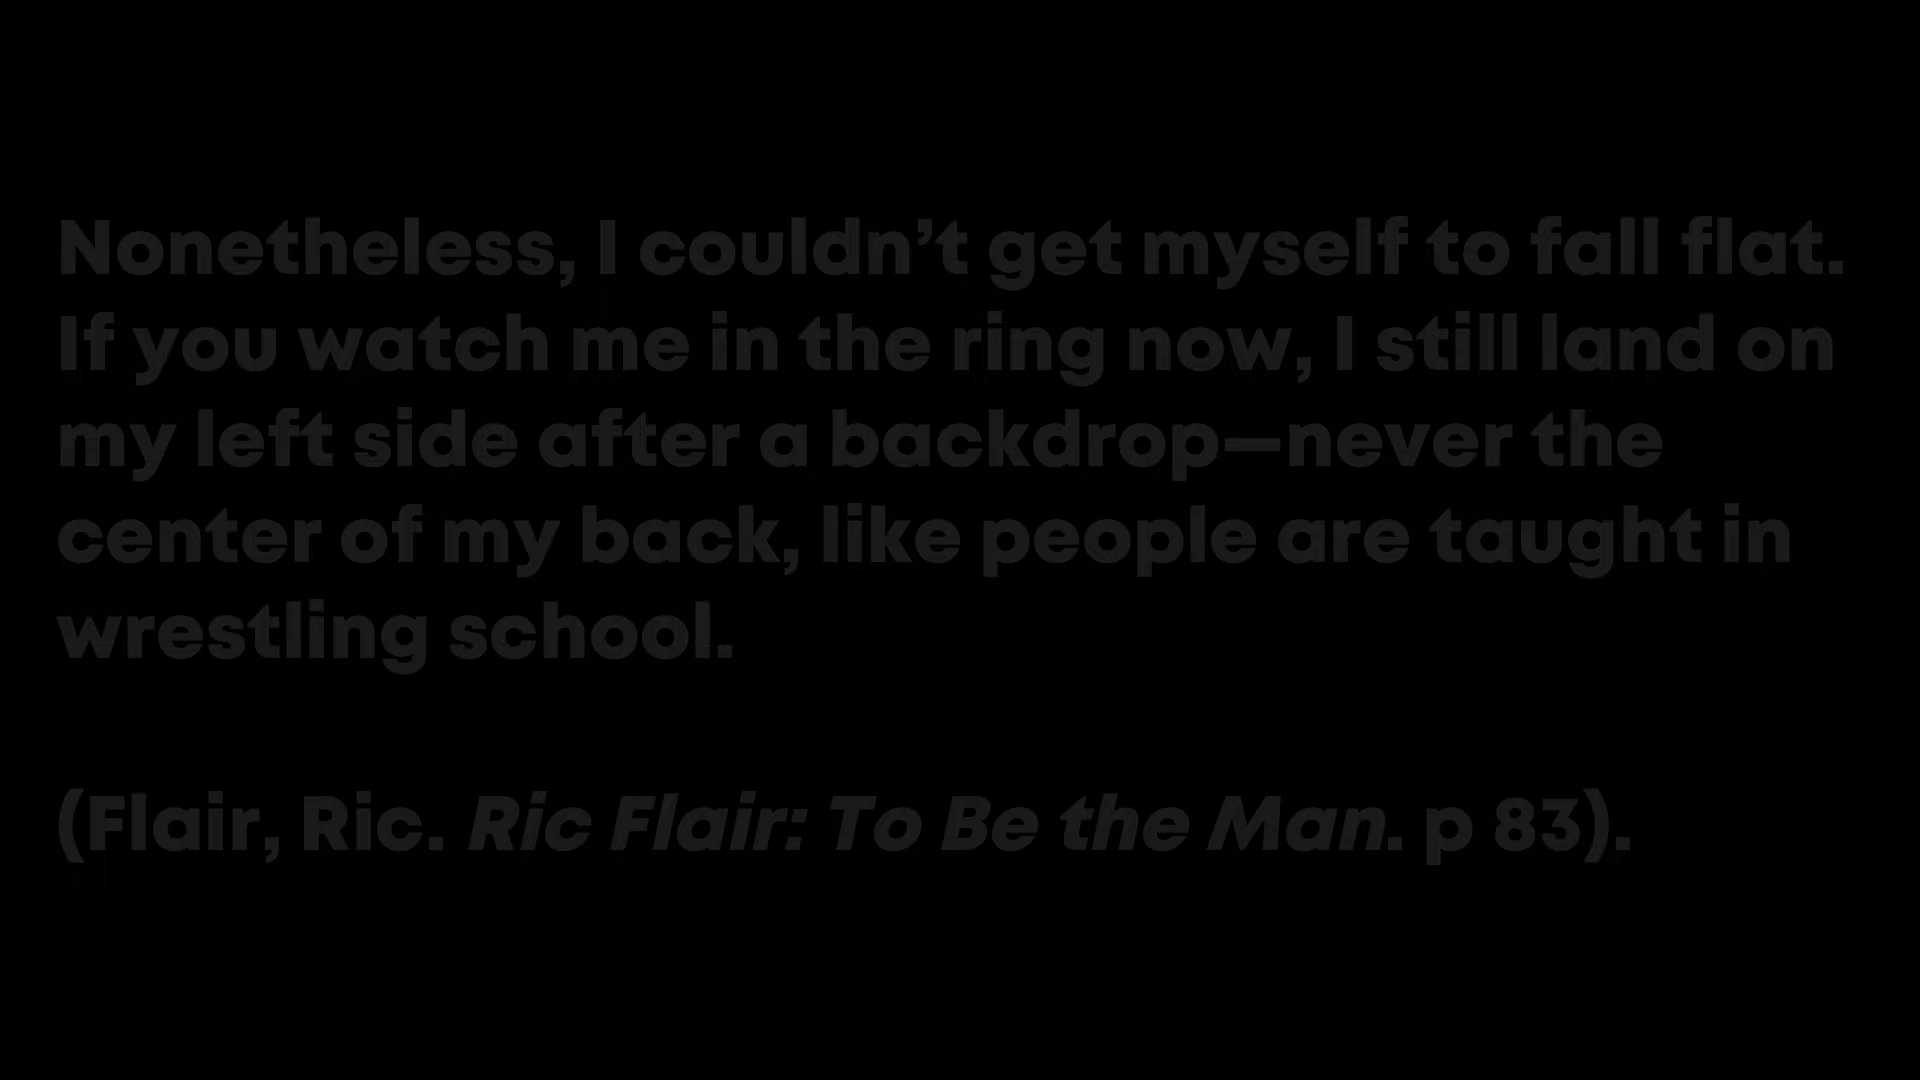 Nonetheless, I couldn’t get myself to fall flat.
If you watch me in the ring now, I still land on
my left side after a backdrop—never the
center of my back, like people are taught in
wrestling school.
(Flair, Ric. Ric Flair: To Be the Man. p 83).